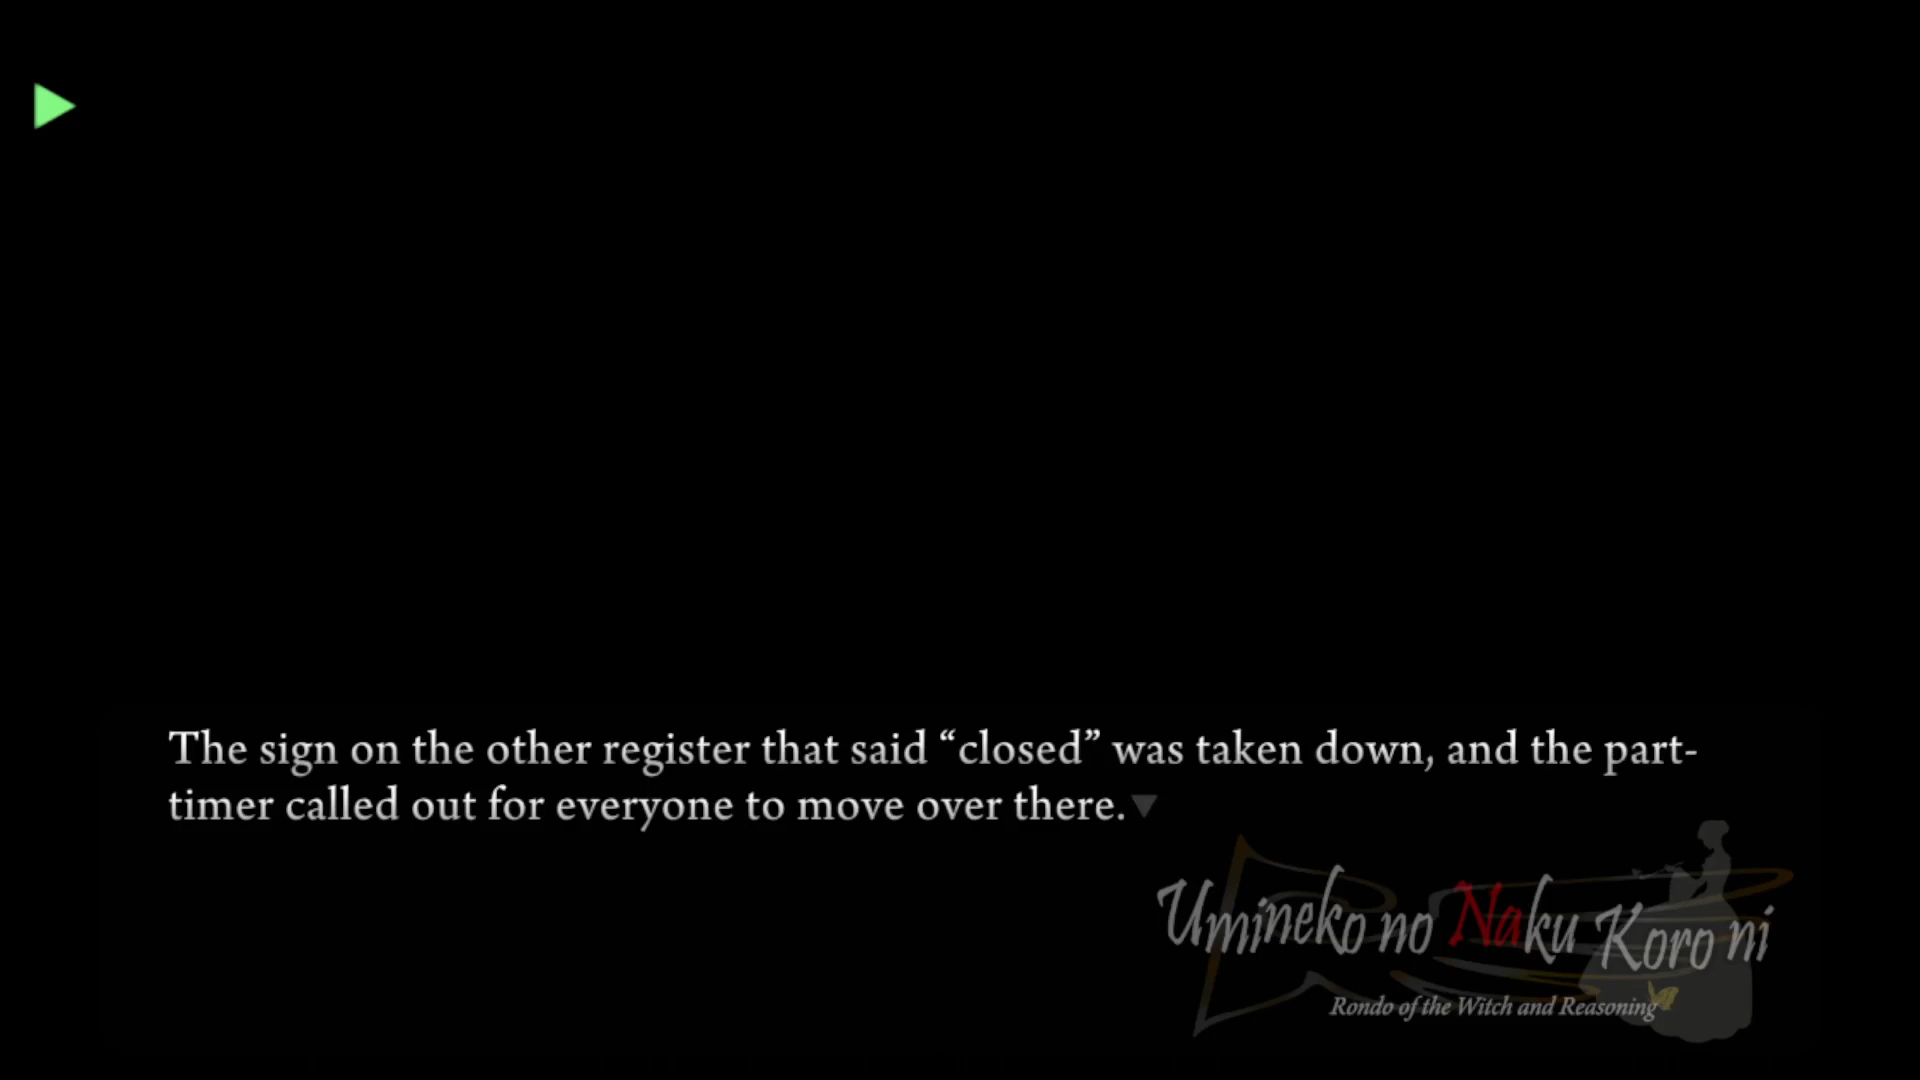 The sign on the other register that said “closed” was taken down, and the part-
timer called out for everyone to move over there.
Umineko no Naku Koro ni
Rondo of the Witch and Reasoning